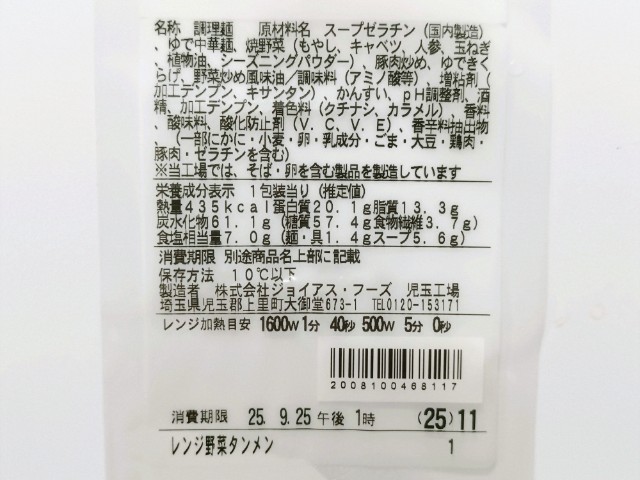 名称 調理麺 原材料名 スープゼラチン(国内製造)
、ゆで中華麺、焼野菜(もやし、キャベツ、人参、玉ねぎ
、植物油、シーズニングパウダー)、豚肉炒め、ゆできく
らげ、野菜炒め風味油/調味料(アミノ酸等)、増粘剤(
加工デンプン、キサンタン)、かんすい、pH調整剤、酒
精、加工デンプン、着色料(クチナシ、カラメル)、香料
、酸味料、酸化防止剤(V.C、V.E)、香辛料抽出物
、(一部にかに・小麦・卵・乳成分・ごま・大豆・鶏肉・
豚肉・ゼラチンを含む)
※当工場では、そば・卵を含む製品を製造しています
栄養成分表示 1包装当り(推定値)
熱量435kcal蛋白質20.1g脂質13.3g
炭水化物61.1g(糖質57.4g食物繊維3.7g)
食塩相当量7.0g(麺・具1.4gスープ5.6g)
消費期限 別途商品名上部に記載
保存方法 10℃以下
製造者 株式会社ジョイアス・フーズ 児玉工場
埼玉県児玉郡上里町大御堂673-1 TEL0120-153171
レンジ加熱目安 1600W 1分 40秒 500W 5分 0秒
2008100468117
消費期限 25. 9.25 午後 1時 (25)11
レンジ野菜タンメン 1